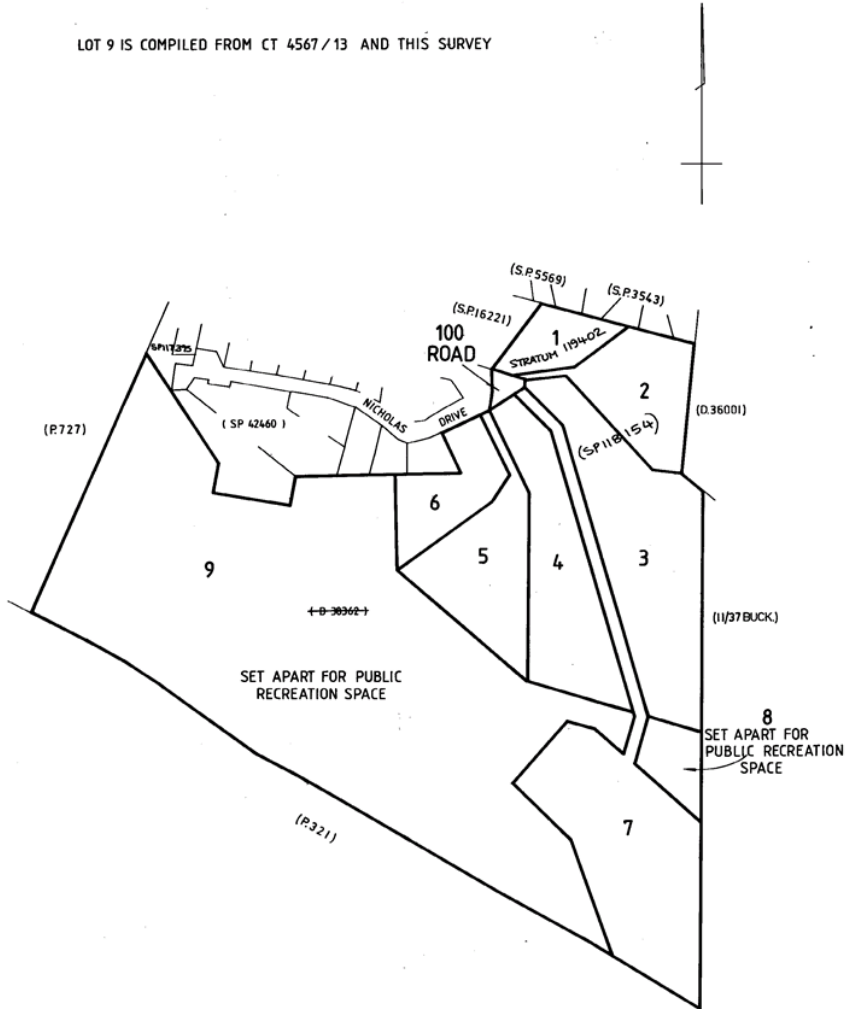 LOT 9 IS COMPILED FROM CT 4567/13 AND THIS SURVEY
(S.P.5569)
(S.P.3543)
(S.P.16221)
100
ROAD
1
STRATUM 119402
SP117395
2
NICHOLAS
DRIVE
(D.36001)
(P.727)
(SP 42460)
(SP118154)
6
5
4
3
9
(D 30362)
(11/37 BUCK.)
SET APART FOR PUBLIC
RECREATION SPACE
8
SET APART FOR
PUBLIC RECREATION
SPACE
(P.321)
7